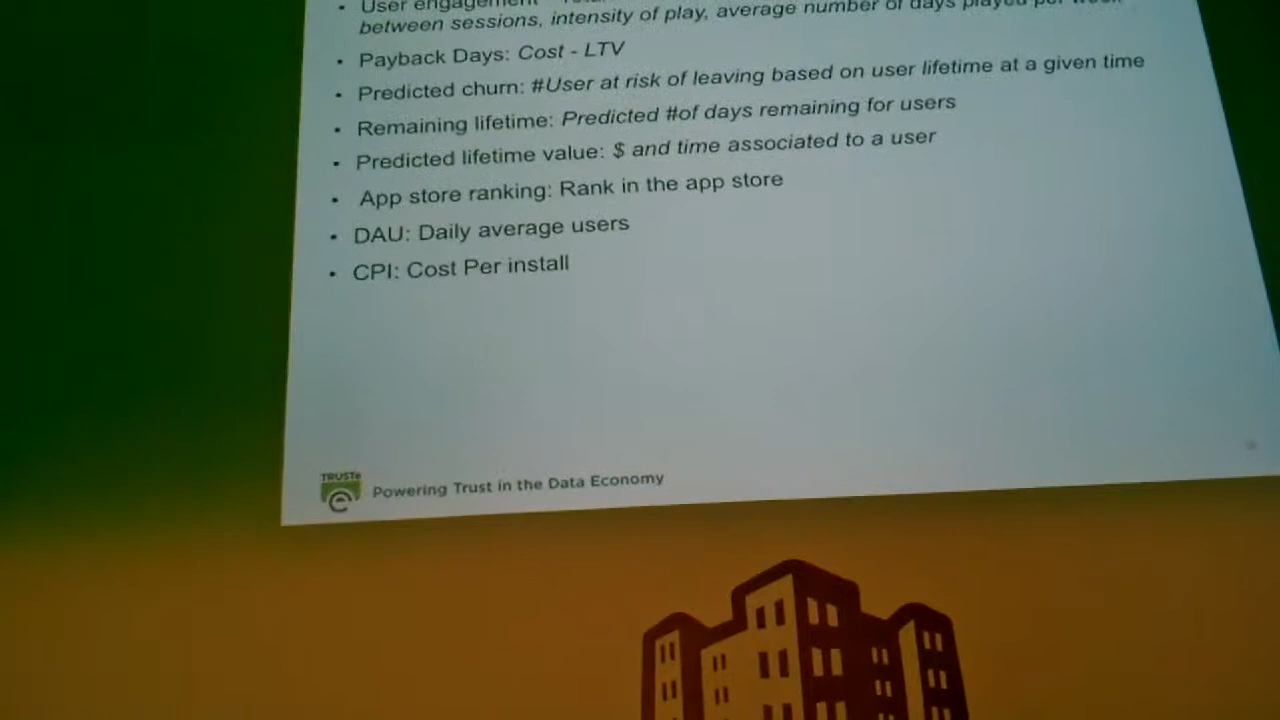 • User engagement
between sessions, intensity of play, average number of days played per week
• Payback Days: Cost - LTV
• Predicted churn: #User at risk of leaving based on user lifetime at a given time
• Remaining lifetime: Predicted #of days remaining for users
• Predicted lifetime value: $ and time associated to a user
• App store ranking: Rank in the app store
• DAU: Daily average users
• CPI: Cost Per install
TRUSTe
Powering Trust in the Data Economy